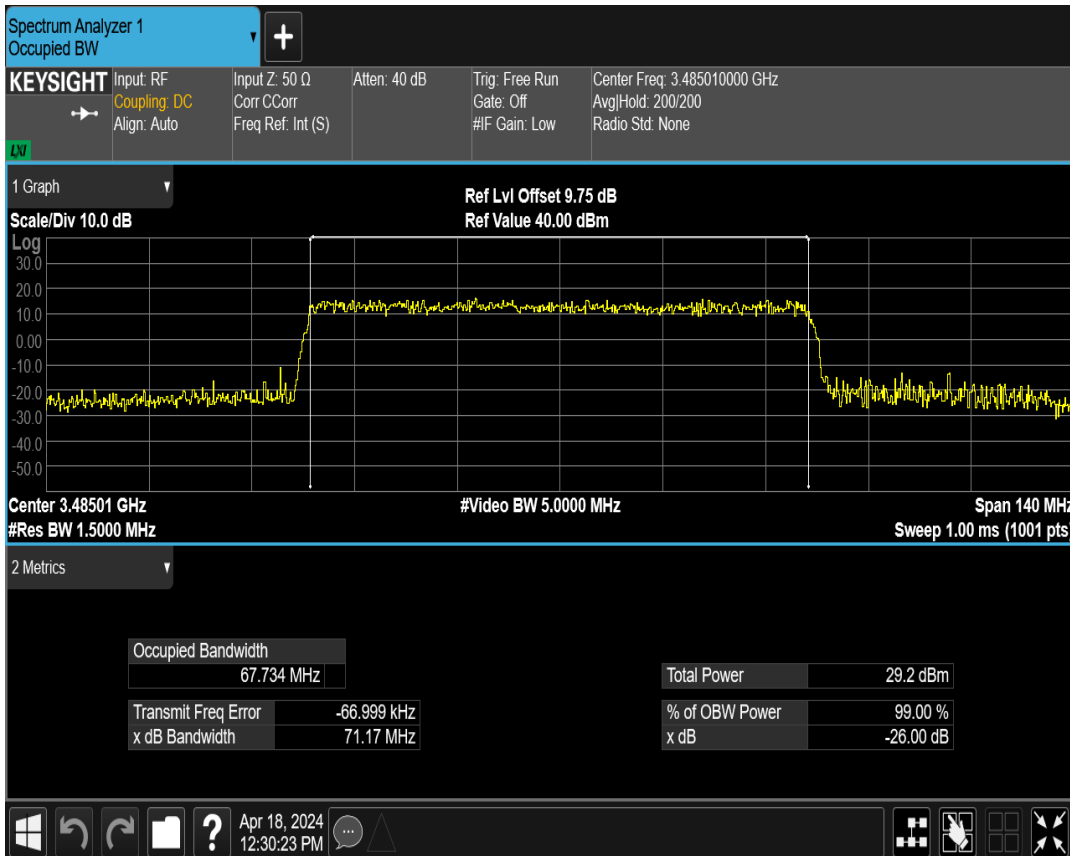 Spectrum Analyzer 1
Occupied BW
KEYSIGHT
LXI
Input: RF
Coupling: DC
Align: Auto
Input Z: 50 Ω
Corr CCorr
Freq Ref: Int (S)
Atten: 40 dB
Trig: Free Run
Gate: Off
#IF Gain: Low
Center Freq: 3.485010000 GHz
Avg|Hold: 200/200
Radio Std: None
1 Graph
Scale/Div 10.0 dB
Ref Lvl Offset 9.75 dB
Ref Value 40.00 dBm
Log
30.0
20.0
10.0
0.00
-10.0
-20.0
-30.0
-40.0
-50.0
Center 3.48501 GHz
#Video BW 5.0000 MHz
Span 140 MHz
#Res BW 1.5000 MHz
Sweep 1.00 ms (1001 pts)
2 Metrics
Occupied Bandwidth
67.734 MHz
Total Power 29.2 dBm
Transmit Freq Error -66.999 kHz
% of OBW Power 99.00 %
x dB Bandwidth 71.17 MHz
x dB -26.00 dB
?
Apr 18, 2024
12:30:23 PM